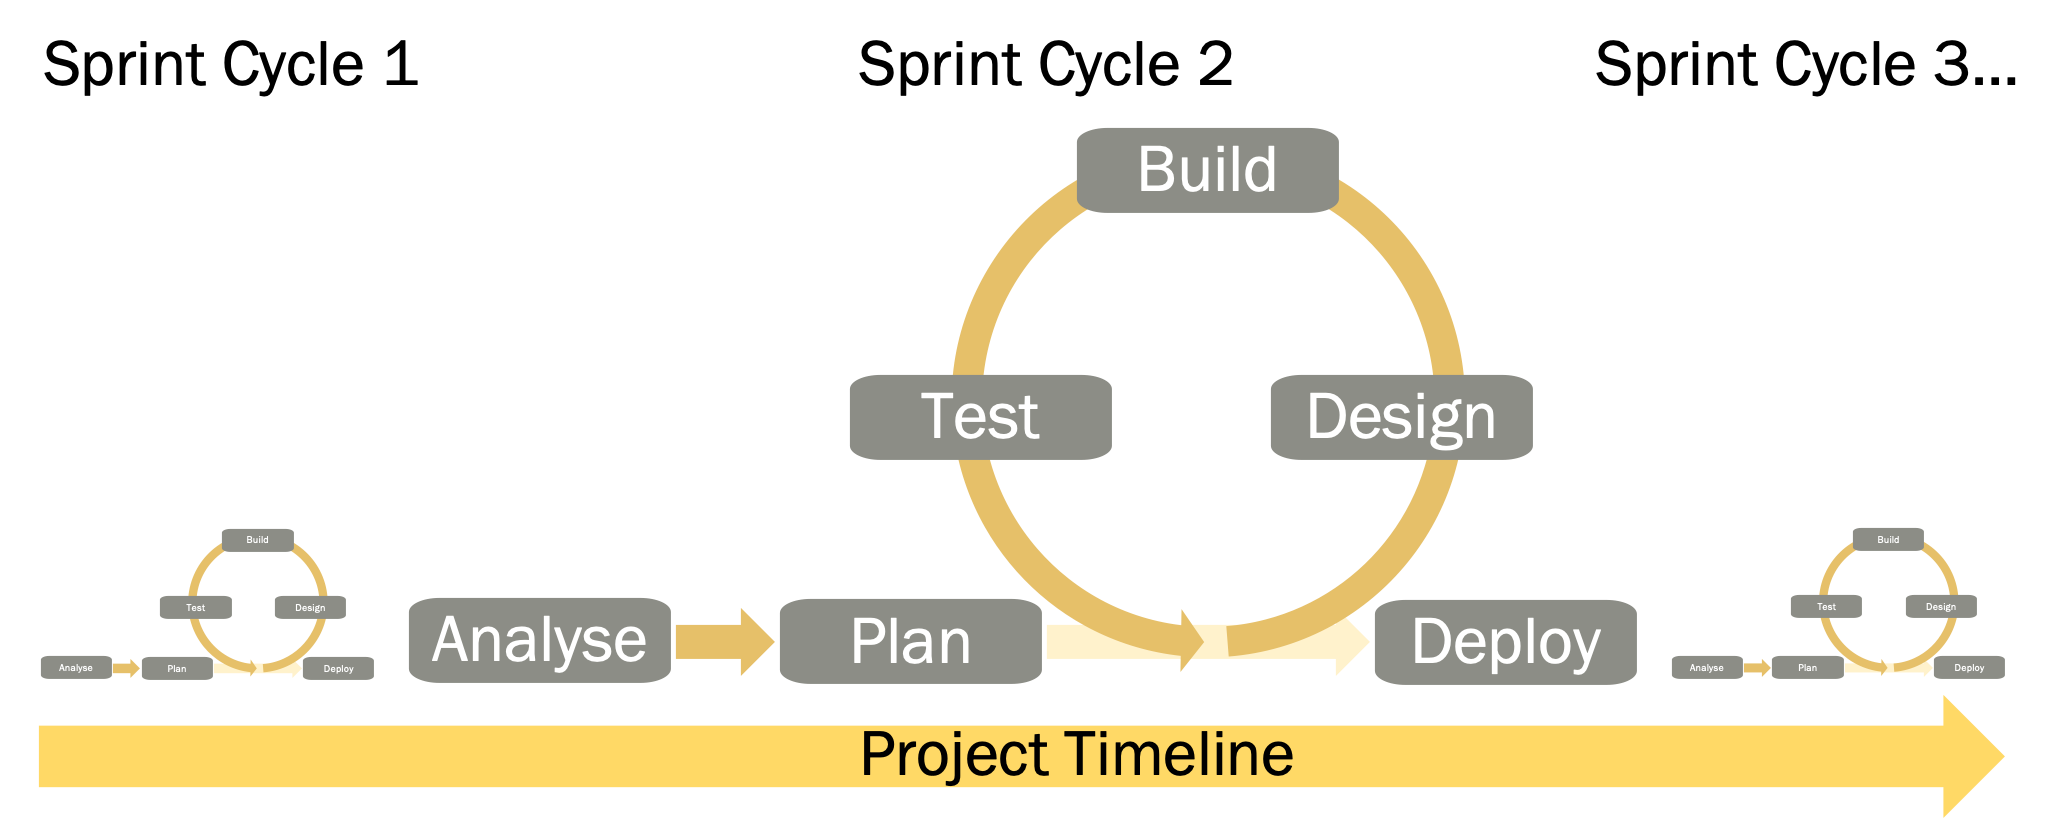 Sprint Cycle 1
Sprint Cycle 2
Sprint Cycle 3...
Build
Test
Design
Analyse
Plan
Deploy
Build
Test
Design
Analyse
Plan
Deploy
Build
Test
Design
Analyse
Plan
Deploy
Project Timeline